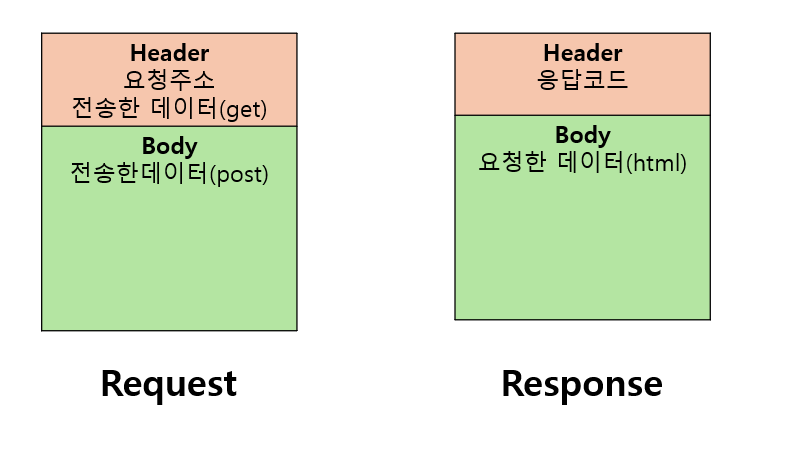 Header
요청주소
전송한 데이터(get)
Body
전송한데이터(post)
Request
Header
응답코드
Body
요청한 데이터(html)
Response